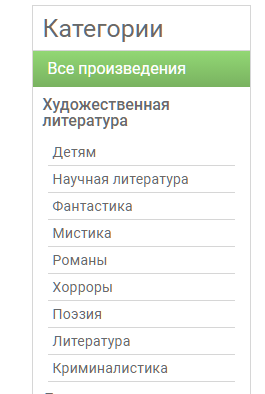 Категории
Все произведения
Художественная
литература
Детям
Научная литература
Фантастика
Мистика
Романы
Хорроры
Поэзия
Литература
Криминалистика